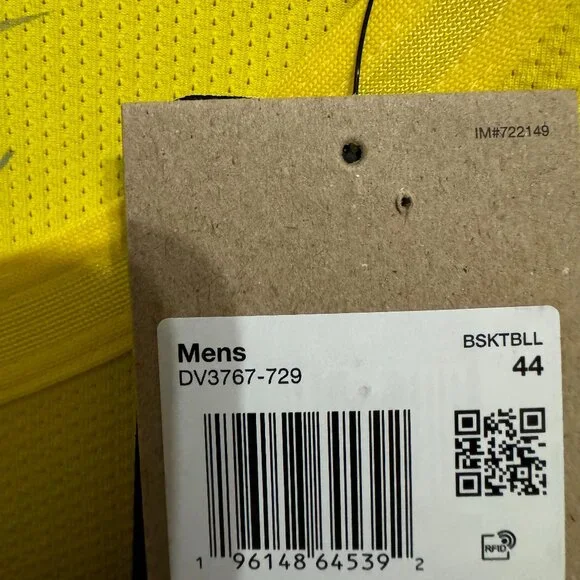 IM#722149
Mens
BSKTBLL
DV3767-729
44
RFID
1 96148 64539 2